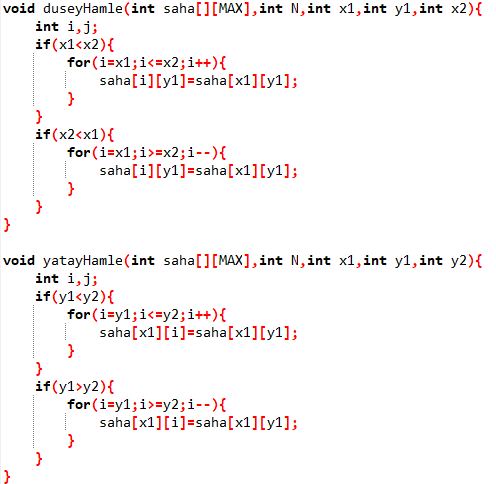 void duseyHamle(int saha[][MAX],int N,int x1,int y1,int x2){
    int i,j;
    if(x1<x2){
        for(i=x1;i<=x2;i++){
            saha[i][y1]=saha[x1][y1];
        }
    }
    if(x2<x1){
        for(i=x1;i>=x2;i--){
            saha[i][y1]=saha[x1][y1];
        }
    }
}

void yatayHamle(int saha[][MAX],int N,int x1,int y1,int y2){
    int i,j;
    if(y1<y2){
        for(i=y1;i<=y2;i++){
            saha[x1][i]=saha[x1][y1];
        }
    }
    if(y1>y2){
        for(i=y1;i>=y2;i--){
            saha[x1][i]=saha[x1][y1];
        }
    }
}